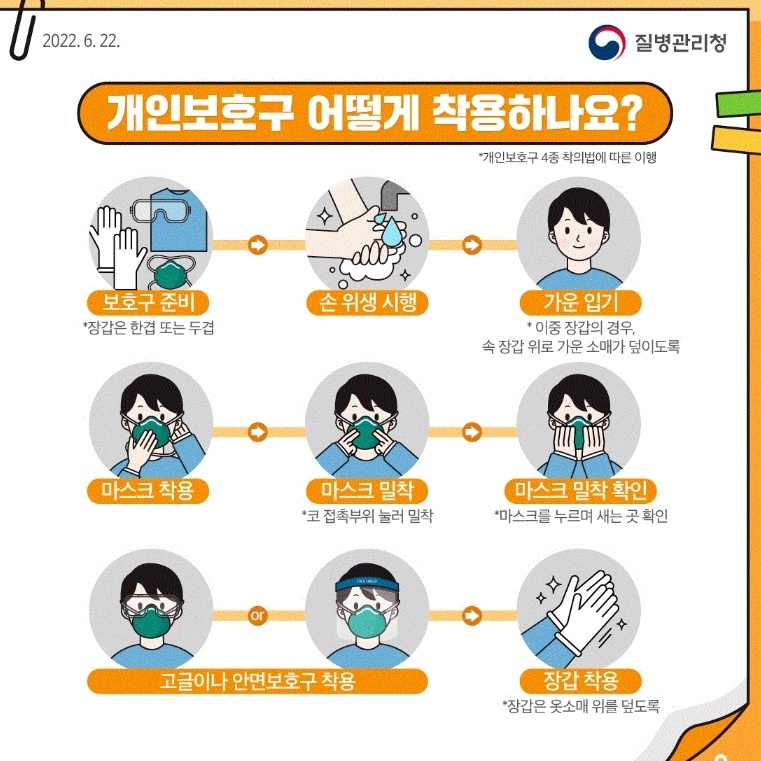 2022. 6. 22.
질병관리청
개인보호구 어떻게 착용하나요?
*개인보호구 4종 착의법에 따른 이행
보호구 준비
*장갑은 한겹 또는 두겹
손 위생 시행
가운 입기
* 이중 장갑의 경우,
속 장갑 위로 가운 소매가 덮이도록
마스크 착용
마스크 밀착
*코 접촉부위 눌러 밀착
마스크 밀착 확인
*마스크를 누르며 새는 곳 확인
or
FACE SHIELD
고글이나 안면보호구 착용
장갑 착용
*장갑은 옷소매 위를 덮도록